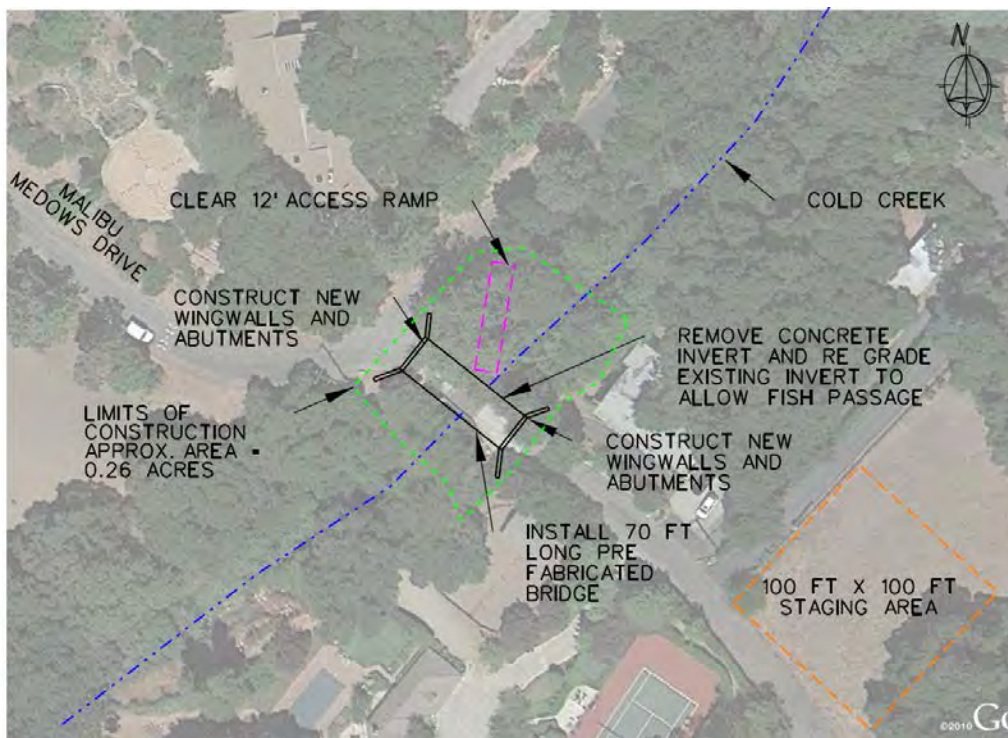 N
CLEAR 12' ACCESS RAMP
COLD CREEK
MALIBU
MEDOWS DRIVE
CONSTRUCT NEW
WINGWALLS AND
ABUTMENTS
REMOVE CONCRETE
INVERT AND RE GRADE
EXISTING INVERT TO
ALLOW FISH PASSAGE
LIMITS OF
CONSTRUCTION
APPROX. AREA =
0.26 ACRES
CONSTRUCT NEW
WINGWALLS AND
ABUTMENTS
INSTALL 70 FT
LONG PRE
FABRICATED
BRIDGE
100 FT X 100 FT
STAGING AREA
©2010 Go